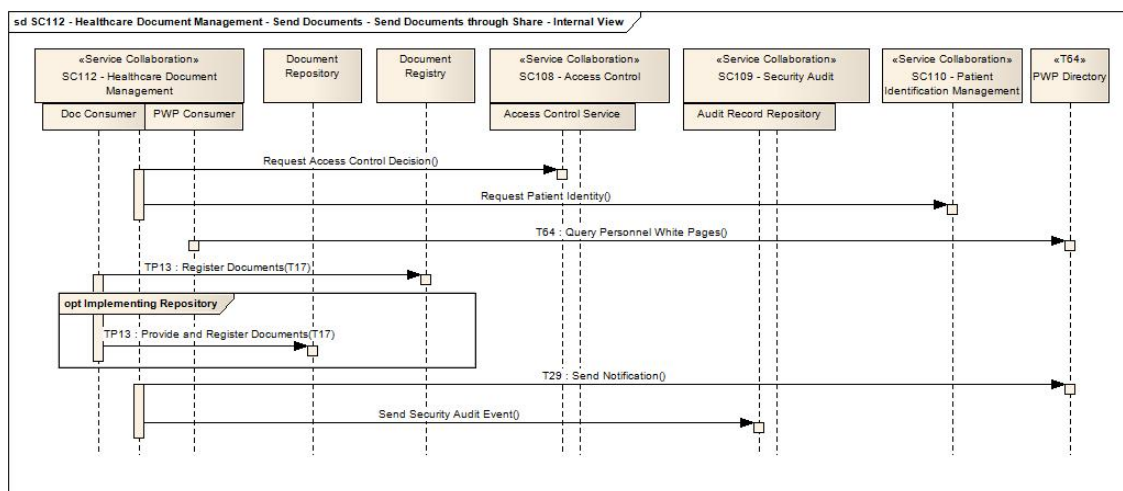 sd SC112 - Healthcare Document Management - Send Documents - Send Documents through Share - Internal View
«Service Collaboration»
SC112 - Healthcare Document
Management
Document
Repository
Document
Registry
«Service Collaboration»
SC108 - Access Control
«Service Collaboration»
SC109 - Security Audit
«Service Collaboration»
SC110 - Patient
Identification Management
«T64»
PWP Directory
Doc Consumer
PWP Consumer
Access Control Service
Audit Record Repository
Request Access Control Decision()
Request Patient Identity()
T64 : Query Personnel White Pages()
TP13 : Register Documents(T17)
opt Implementing Repository
TP13 : Provide and Register Documents(T17)
T29 : Send Notification()
Send Security Audit Event()